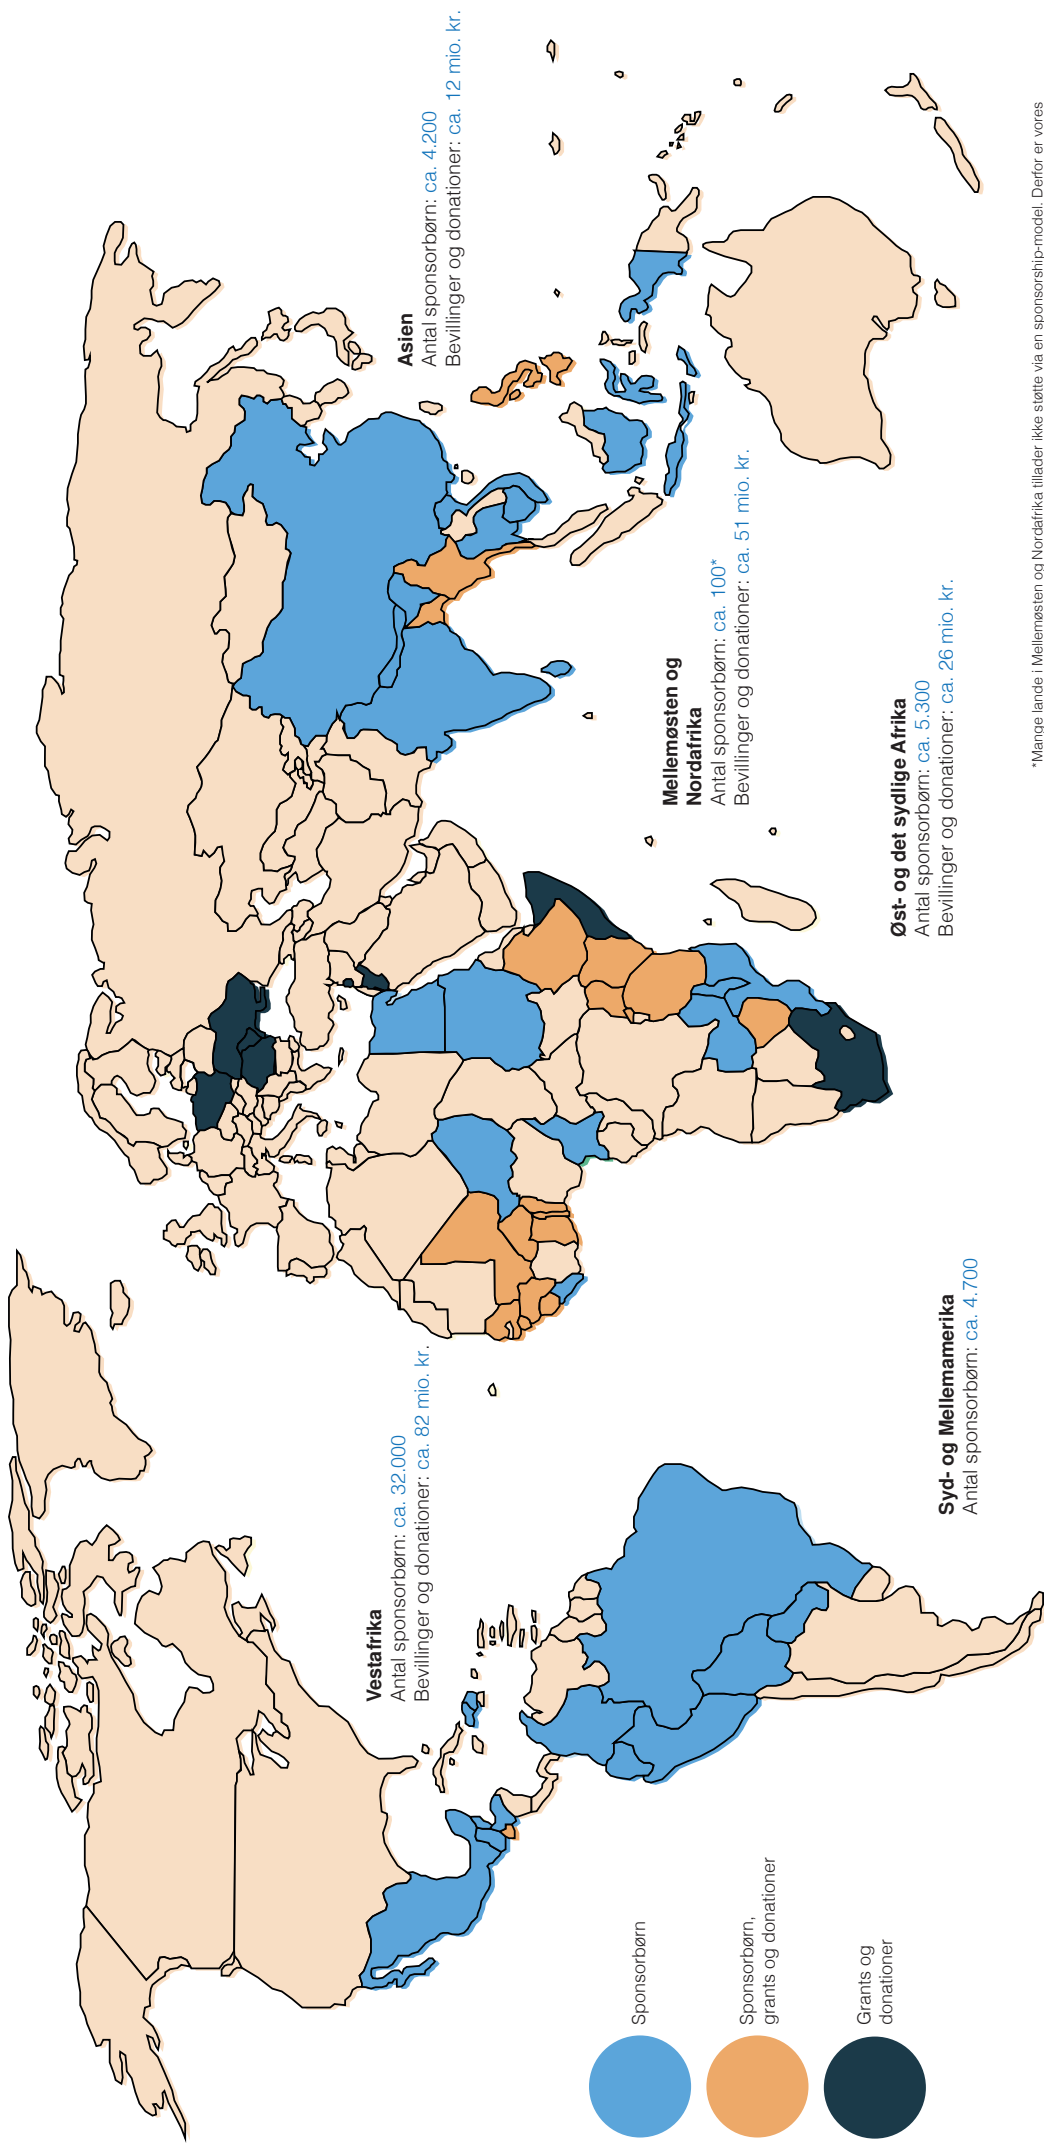 Vestafrika
Antal sponsorbørn: ca. 32.000
Bevillinger og donationer: ca. 82 mio. kr.
Asien
Antal sponsorbørn: ca. 4.200
Bevillinger og donationer: ca. 12 mio. kr.
Mellemøsten og
Nordafrika
Antal sponsorbørn: ca. 100*
Bevillinger og donationer: ca. 51 mio. kr.
Øst- og det sydlige Afrika
Antal sponsorbørn: ca. 5.300
Bevillinger og donationer: ca. 26 mio. kr.
Syd- og Mellemamerika
Antal sponsorbørn: ca. 4.700
Sponsorbørn
Sponsorbørn,
grants og donationer
Grants og
donationer
*Mange lande i Mellemøsten og Nordafrika tillader ikke støtte via en sponsorship-model. Derfor er vores